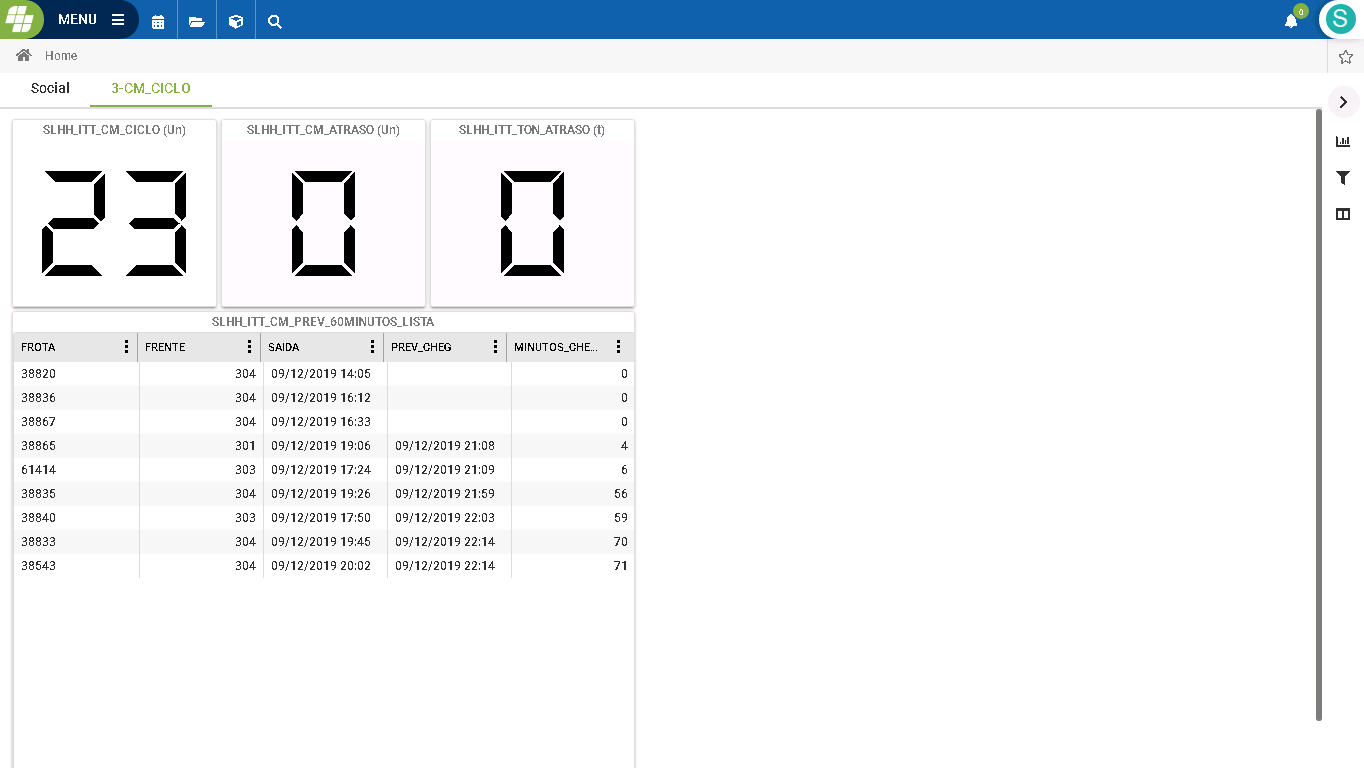 MENU
0
S
Home
Social 3-CM_CICLO
SLHH_ITT_CM_CICLO (Un) SLHH_ITT_CM_ATRASO (Un) SLHH_ITT_TON_ATRASO (t)
23 0 0
SLHH_ITT_CM_PREV_60MINUTOS_LISTA
FROTA FRENTE SAIDA PREV_CHEG MINUTOS_CHE...
38820 304 09/12/2019 14:05 0
38836 304 09/12/2019 16:12 0
38867 304 09/12/2019 16:33 0
38865 301 09/12/2019 19:06 09/12/2019 21:08 4
61414 303 09/12/2019 17:24 09/12/2019 21:09 6
38835 304 09/12/2019 19:26 09/12/2019 21:59 56
38840 303 09/12/2019 17:50 09/12/2019 22:03 59
38833 304 09/12/2019 19:45 09/12/2019 22:14 70
38543 304 09/12/2019 20:02 09/12/2019 22:14 71